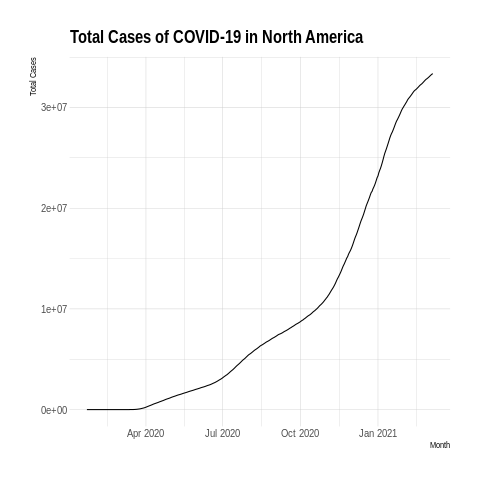 Total Cases of COVID-19 in North America
Total Cases
3e+07
2e+07
1e+07
0e+00
Apr 2020 Jul 2020 Oct 2020 Jan 2021
Month